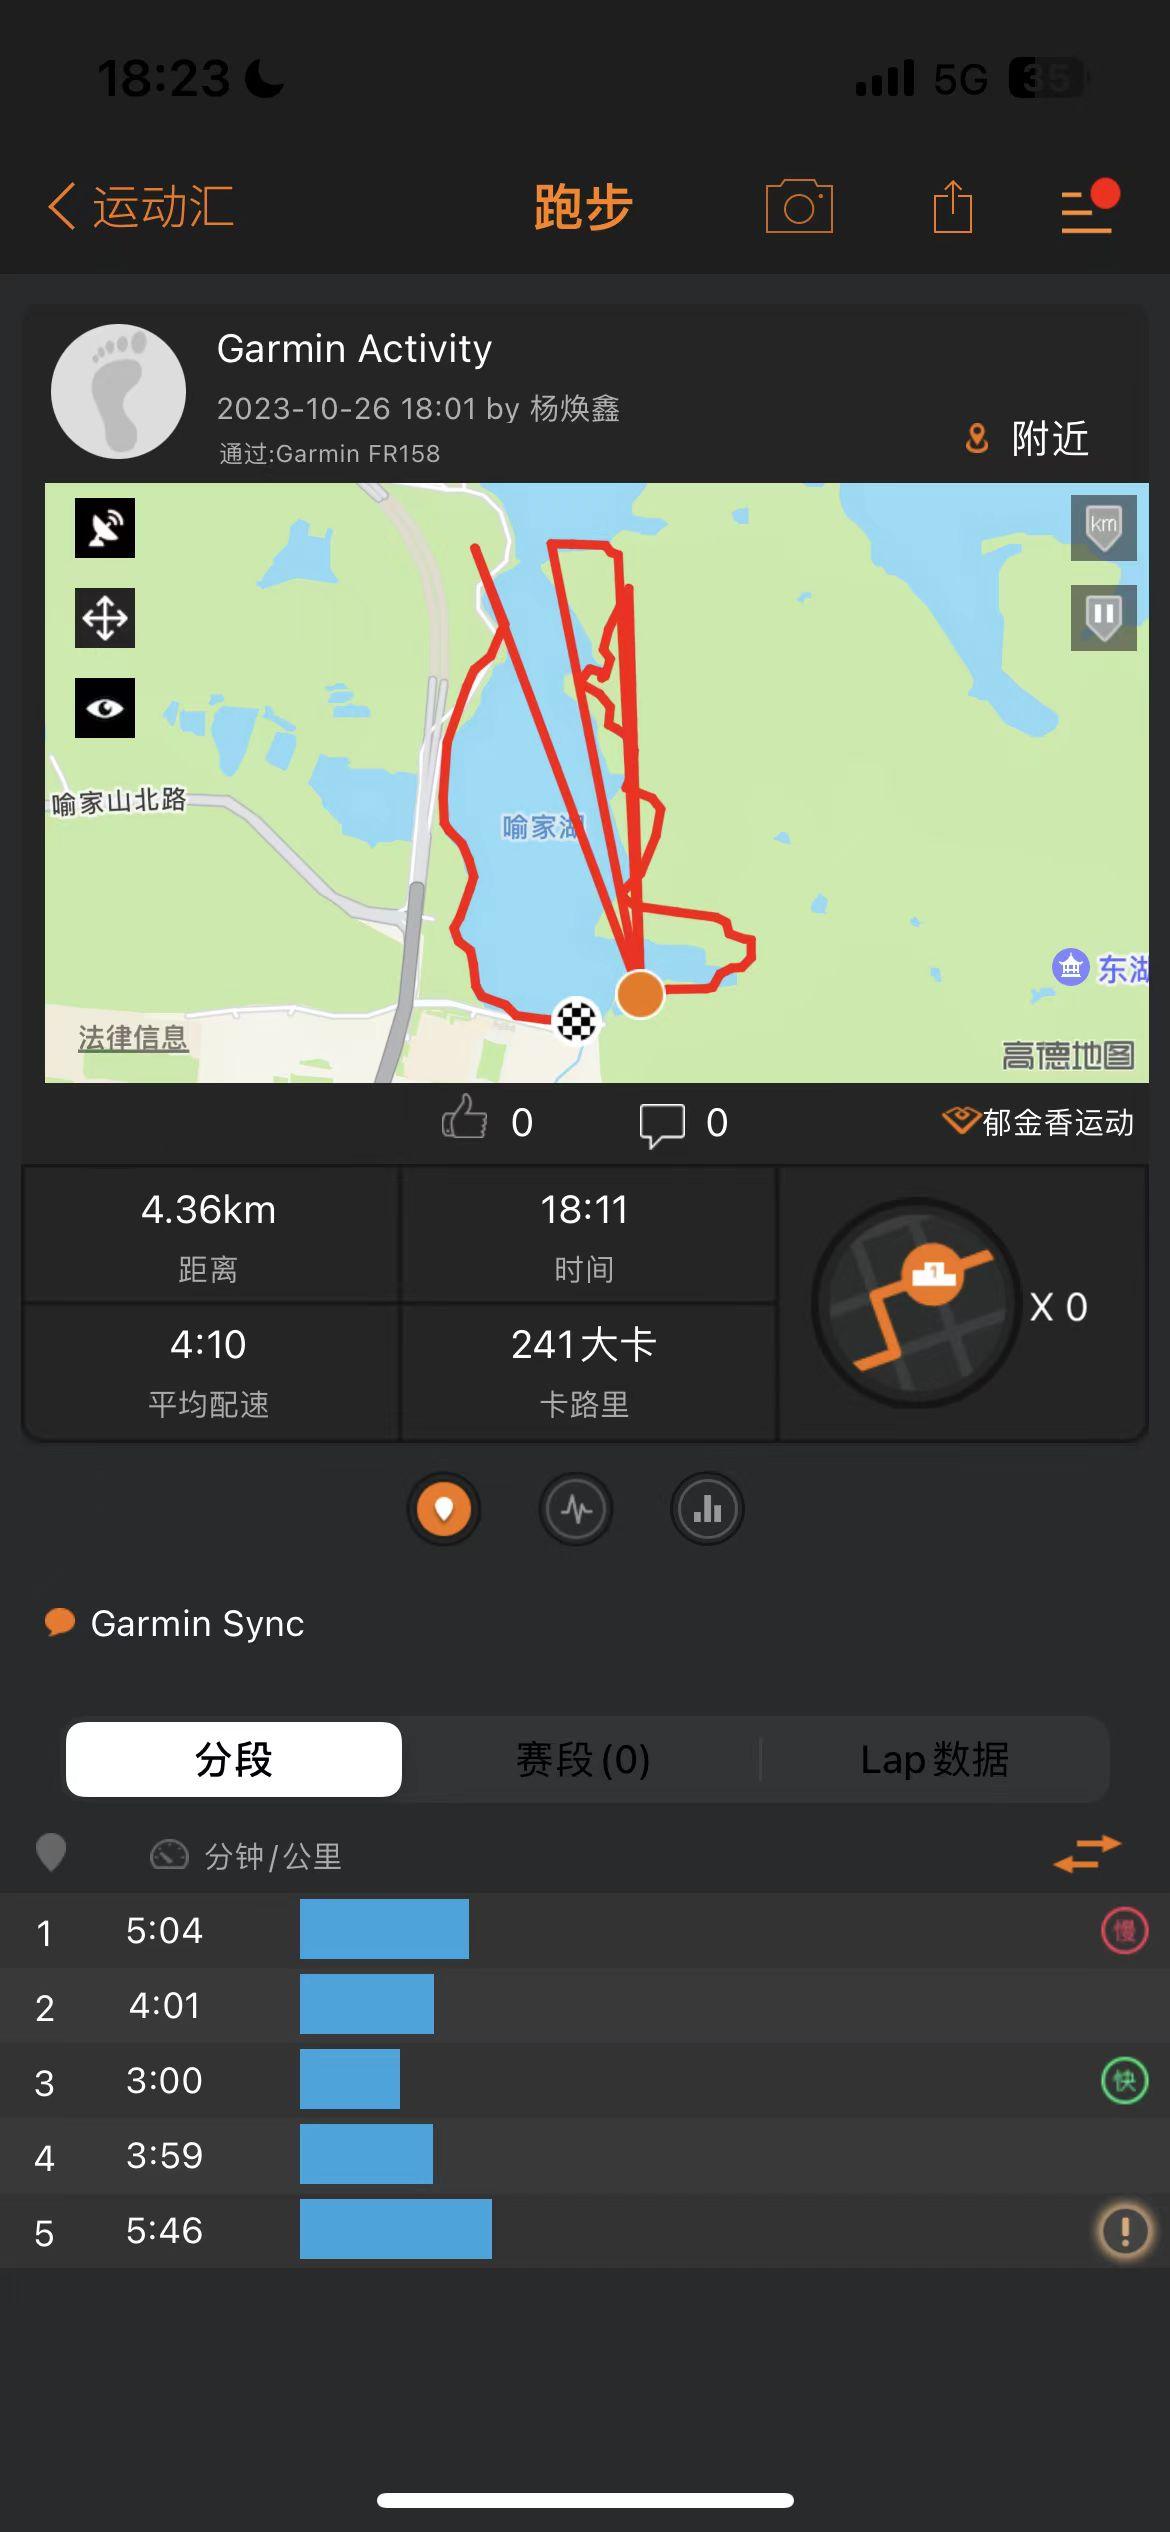 18:23
5G 35
运动汇
跑步
Garmin Activity
2023-10-26 18:01 by 杨焕鑫
通过:Garmin FR158
附近
km
喻家山北路
喻家湖
东湖
法律信息
高德地图
0
0
郁金香运动
4.36km
距离
18:11
时间
4:10
平均配速
241大卡
卡路里
1
X 0
Garmin Sync
分段
赛段(0)
Lap数据
分钟/公里
1 5:04 慢
2 4:01
3 3:00 快
4 3:59
5 5:46